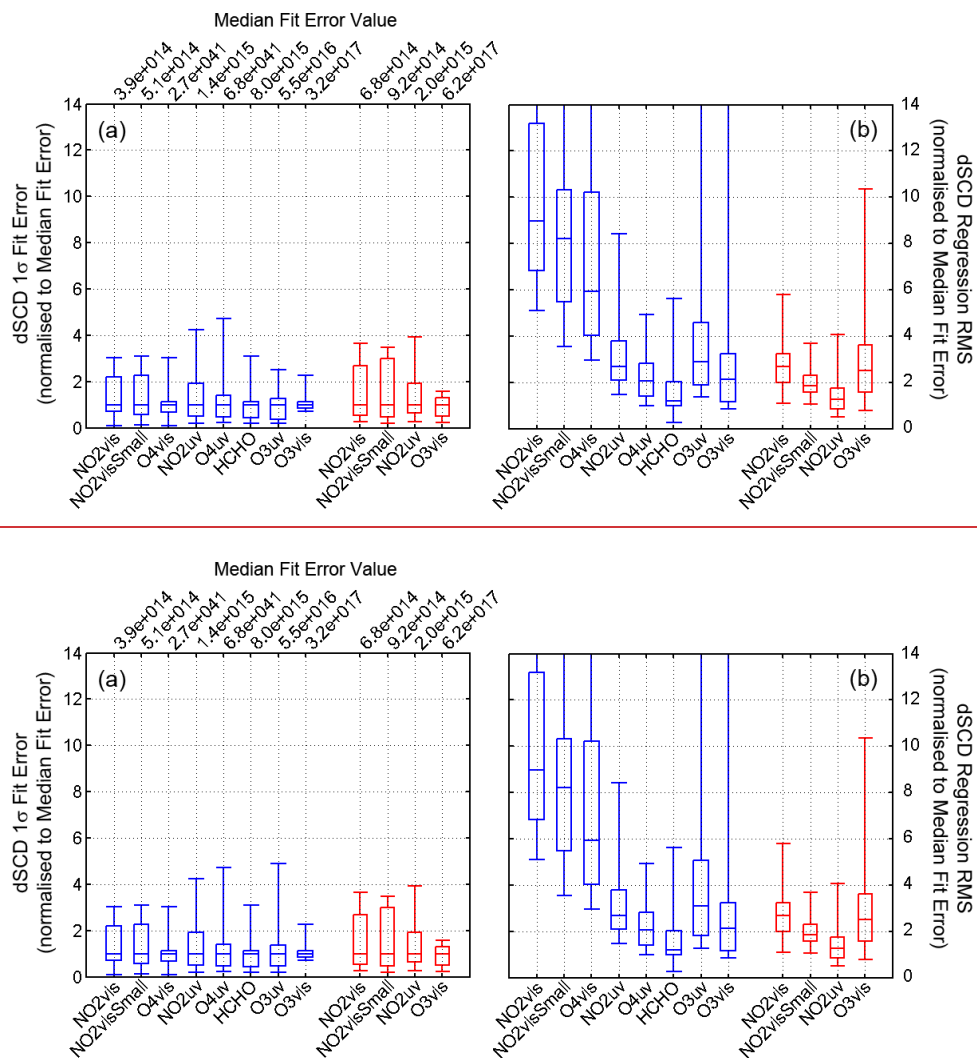 Median Fit Error Value
3.9e+014 5.1e+014 2.7e+041 1.4e+015 6.8e+041 8.0e+015 5.5e+016 3.2e+017 6.8e+014 9.2e+014 2.0e+015 6.2e+017
(a)
dSCD 1σ Fit Error
(normalised to Median Fit Error)
14
12
10
8
6
4
2
0
NO2vis NO2visSmall O4vis NO2uv O4uv HCHO O3uv O3vis NO2vis NO2visSmall NO2uv O3vis
(b)
14
12
10
8
6
4
2
0
dSCD Regression RMS
(normalised to Median Fit Error)
NO2vis NO2visSmall O4vis NO2uv O4uv HCHO O3uv O3vis NO2vis NO2visSmall NO2uv O3vis
Median Fit Error Value
3.9e+014 5.1e+014 2.7e+041 1.4e+015 6.8e+041 8.0e+015 5.5e+016 3.2e+017 6.8e+014 9.2e+014 2.0e+015 6.2e+017
(a)
dSCD 1σ Fit Error
(normalised to Median Fit Error)
14
12
10
8
6
4
2
0
NO2vis NO2visSmall O4vis NO2uv O4uv HCHO O3uv O3vis NO2vis NO2visSmall NO2uv O3vis
(b)
14
12
10
8
6
4
2
0
dSCD Regression RMS
(normalised to Median Fit Error)
NO2vis NO2visSmall O4vis NO2uv O4uv HCHO O3uv O3vis NO2vis NO2visSmall NO2uv O3vis